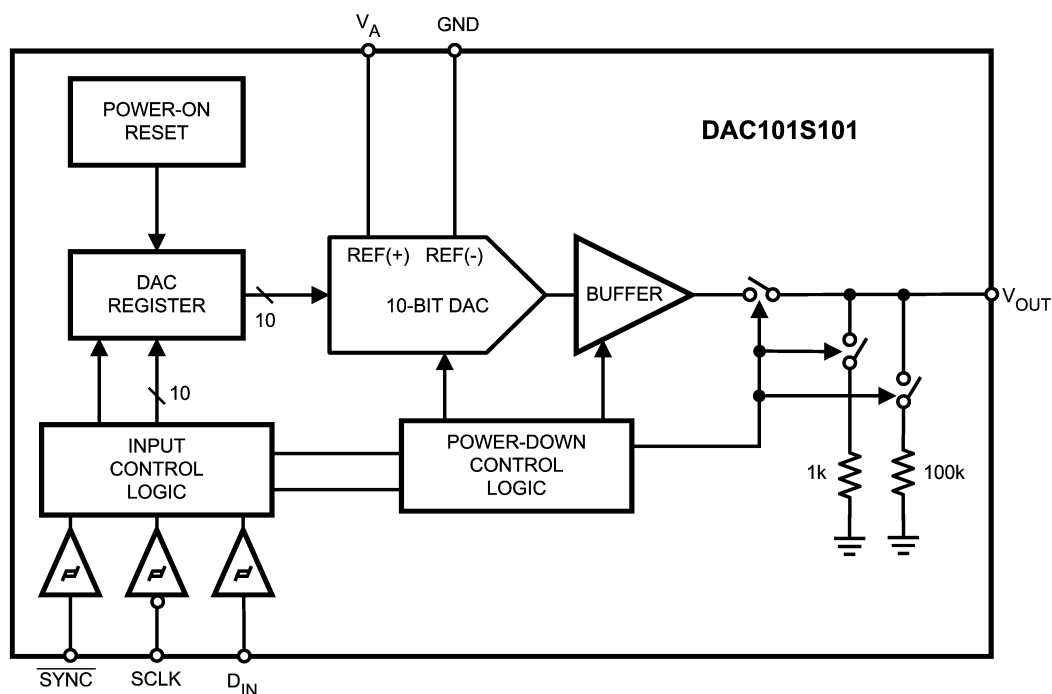 V_A
GND
POWER-ON
RESET
DAC101S101
REF(+) REF(-)
DAC
REGISTER
10
10-BIT DAC
BUFFER
V_OUT
10
INPUT
CONTROL
LOGIC
POWER-DOWN
CONTROL
LOGIC
1k
100k
SYNC
SCLK
D_IN